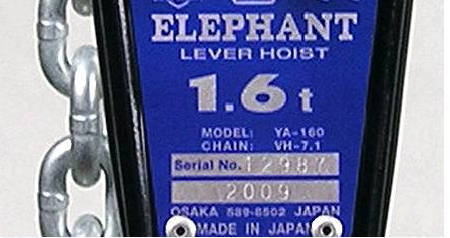 ELEPHANT
LEVER HOIST
1.6 t
MODEL: YA-160
CHAIN: VH-7.1
Serial No. 12987
2009
OSAKA 589-8502 JAPAN
MADE IN JAPAN